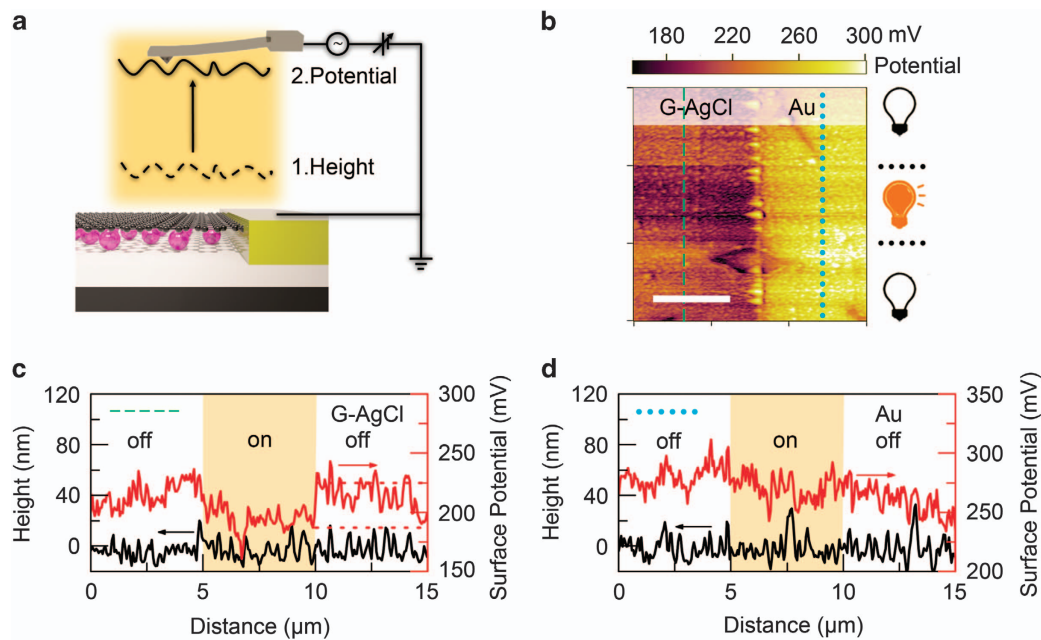 a
2.Potential
1.Height
~
b
180 220 260 300 mV
Potential
G-AgCl Au
c
120
80
40
0
Height (nm)
300
250
200
150
Surface Potential (mV)
G-AgCl
off on off
0 5 10 15
Distance (µm)
d
120
80
40
0
Height (nm)
350
300
250
200
Surface Potential (mV)
Au
off on off
0 5 10 15
Distance (µm)